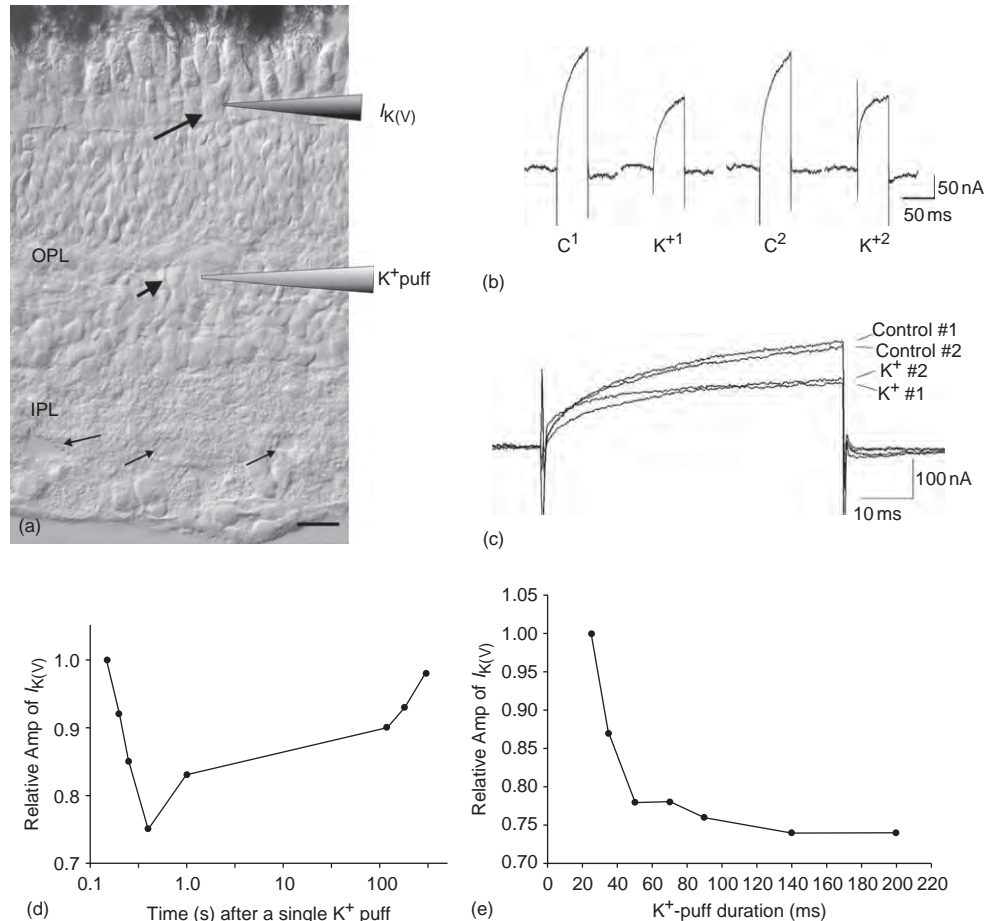 I_K(V)
OPL
K⁺ puff
IPL
(a)
50 nA
50 ms
C¹ K⁺¹ C² K⁺²
(b)
Control #1
Control #2
K⁺ #2
K⁺ #1
100 nA
10 ms
(c)
Relative Amp of I_K(V)
1.0
0.9
0.8
0.7
0.1 1.0 10 100
(d) Time (s) after a single K⁺ puff
Relative Amp of I_K(V)
1.05
1.00
0.95
0.90
0.85
0.80
0.75
0.70
0 20 40 60 80 100 120 140 160 180 200 220
(e) K⁺-puff duration (ms)